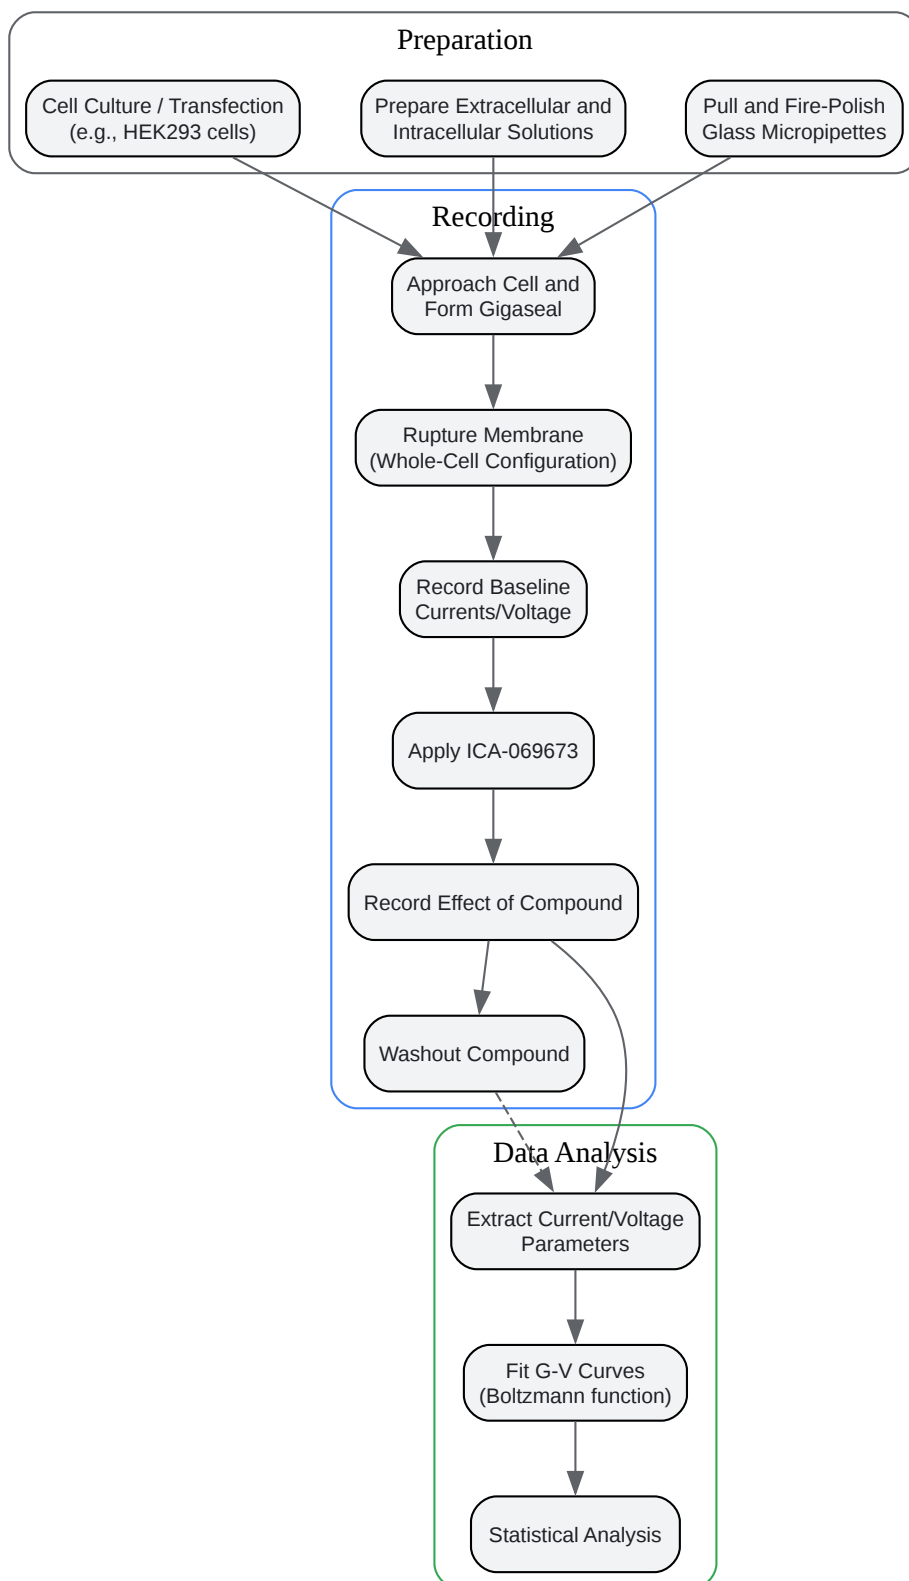 Preparation
Cell Culture / Transfection
(e.g., HEK293 cells)
Prepare Extracellular and
Intracellular Solutions
Pull and Fire-Polish
Glass Micropipettes
Recording
Approach Cell and
Form Gigaseal
Rupture Membrane
(Whole-Cell Configuration)
Record Baseline
Currents/Voltage
Apply ICA-069673
Record Effect of Compound
Washout Compound
Data Analysis
Extract Current/Voltage
Parameters
Fit G-V Curves
(Boltzmann function)
Statistical Analysis